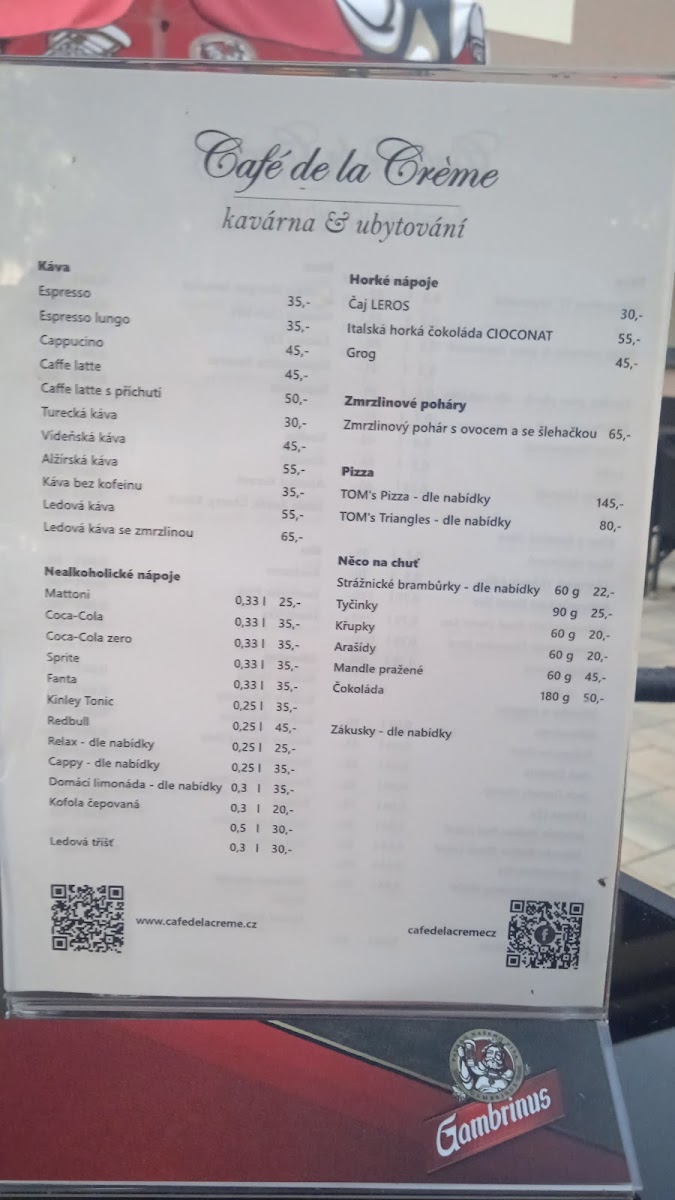 Café de la Crème
kavárna & ubytování
Káva
Espresso 35,-
Espresso lungo 35,-
Cappucino 45,-
Caffe latte 45,-
Caffe latte s příchutí 50,-
Turecká káva 30,-
Vídeňská káva 45,-
Alžírská káva 55,-
Káva bez kofeinu 35,-
Ledová káva 55,-
Ledová káva se zmrzlinou 65,-
Nealkoholické nápoje
Mattoni 0,33 l 25,-
Coca-Cola 0,33 l 35,-
Coca-Cola zero 0,33 l 35,-
Sprite 0,33 l 35,-
Fanta 0,33 l 35,-
Kinley Tonic 0,25 l 35,-
Redbull 0,25 l 45,-
Relax - dle nabídky 0,25 l 25,-
Cappy - dle nabídky 0,25 l 35,-
Domácí limonáda - dle nabídky 0,3 l 35,-
Kofola čepovaná 0,3 l 20,-
0,5 l 30,-
Ledová tříšť 0,3 l 30,-
Horké nápoje
Čaj LEROS 30,-
Italská horká čokoláda CIOCONAT 55,-
Grog 45,-
Zmrzlinové poháry
Zmrzlinový pohár s ovocem a se šlehačkou 65,-
Pizza
TOM's Pizza - dle nabídky 145,-
TOM's Triangles - dle nabídky 80,-
Něco na chuť
Strážnické brambůrky - dle nabídky 60 g 22,-
Tyčinky 90 g 25,-
Křupky 60 g 20,-
Arašídy 60 g 20,-
Mandle pražené 60 g 45,-
Čokoláda 180 g 50,-
Zákusky - dle nabídky
www.cafedelacreme.cz
cafedelacremecz
Gambrinus